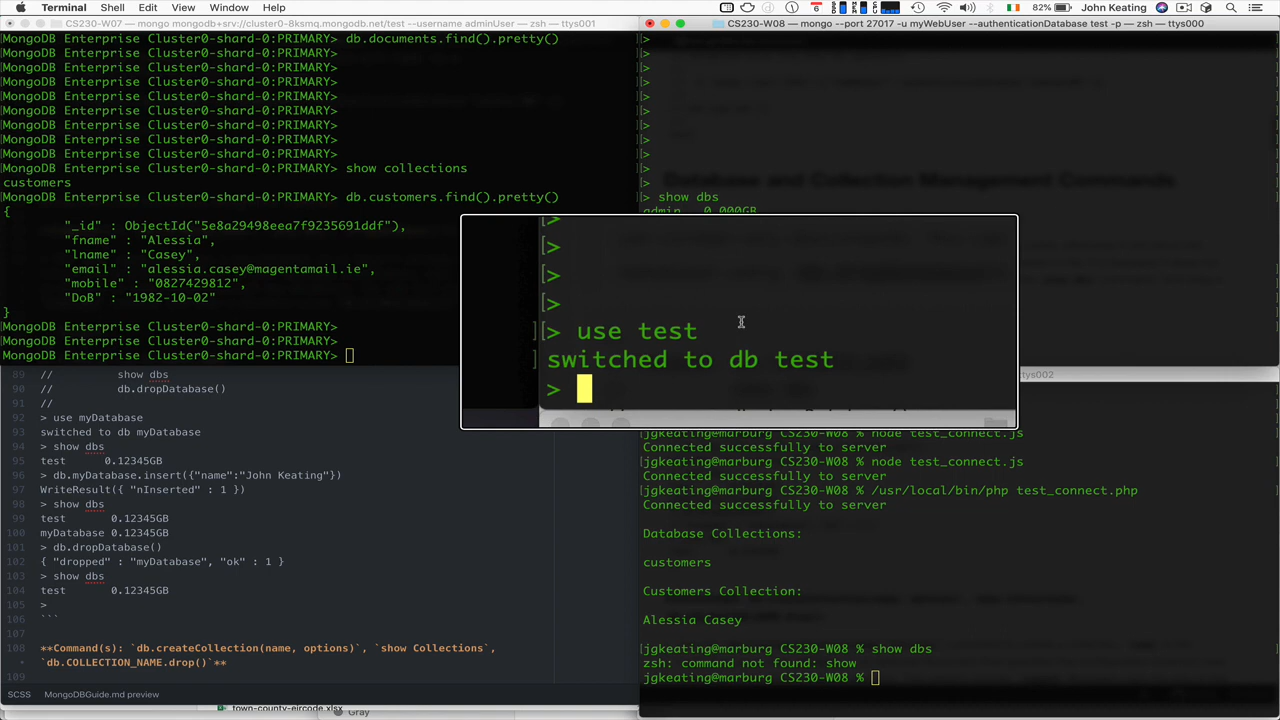 Terminal Shell Edit View Window Help
6
82%
John Keating
CS230-W07 — mongo mongodb+srv://cluster0-8ksmq.mongodb.net/test --username adminUser — zsh — ttys001
MongoDB Enterprise Cluster0-shard-0:PRIMARY> db.documents.find().pretty()
MongoDB Enterprise Cluster0-shard-0:PRIMARY>
MongoDB Enterprise Cluster0-shard-0:PRIMARY>
MongoDB Enterprise Cluster0-shard-0:PRIMARY>
MongoDB Enterprise Cluster0-shard-0:PRIMARY>
MongoDB Enterprise Cluster0-shard-0:PRIMARY>
MongoDB Enterprise Cluster0-shard-0:PRIMARY>
MongoDB Enterprise Cluster0-shard-0:PRIMARY>
MongoDB Enterprise Cluster0-shard-0:PRIMARY>
MongoDB Enterprise Cluster0-shard-0:PRIMARY> show collections
customers
MongoDB Enterprise Cluster0-shard-0:PRIMARY> db.customers.find().pretty()
{
"_id" : ObjectId("5e8a29498eea7f9235691ddf"),
"fname" : "Alessia",
"lname" : "Casey",
"email" : "alessia.casey@magentamail.ie",
"mobile" : "0827429812",
"DoB" : "1982-10-02"
}
MongoDB Enterprise Cluster0-shard-0:PRIMARY>
MongoDB Enterprise Cluster0-shard-0:PRIMARY>
MongoDB Enterprise Cluster0-shard-0:PRIMARY>
CS230-W08 — mongo --port 27017 -u myWebUser --authenticationDatabase test -p — zsh — ttys000
>
>
>
>
>
>
>
>
>
>
>
Database and Collection Management Commands
> show dbs
admin 0.000GB
>
>
>
>
> use test
switched to db test
>
89 // show dbs
90 // db.dropDatabase()
91 //
92 > use myDatabase
93 switched to db myDatabase
94 > show dbs
95 test 0.12345GB
96 > db.myDatabase.insert({"name":"John Keating"})
97 WriteResult({ "nInserted" : 1 })
98 > show dbs
99 test 0.12345GB
100 myDatabase 0.12345GB
101 > db.dropDatabase()
102 { "dropped" : "myDatabase", "ok" : 1 }
103 > show dbs
104 test 0.12345GB
105 >
106 ```
107
108 **Command(s): `db.createCollection(name, options)`, `show Collections`,
`db.COLLECTION_NAME.drop()`**
109
SCSS MongoDBGuide.md preview
town-county-eircode.xlsx
Gray
ttys002
jgkeating@marburg CS230-W08 % node test_connect.js
Connected successfully to server
jgkeating@marburg CS230-W08 % node test_connect.js
Connected successfully to server
jgkeating@marburg CS230-W08 % /usr/local/bin/php test_connect.php
Connected successfully to server
Database Collections:
customers
Customers Collection:
Alessia Casey
jgkeating@marburg CS230-W08 % show dbs
zsh: command not found: show
jgkeating@marburg CS230-W08 %